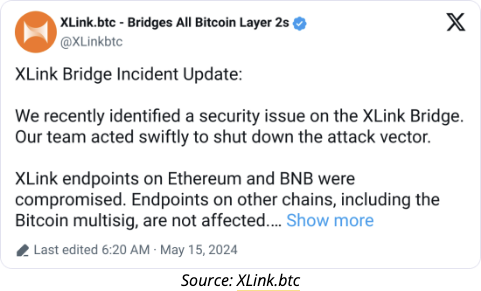 XLink.btc - Bridges All Bitcoin Layer 2s
@XLinkbtc
XLink Bridge Incident Update:
We recently identified a security issue on the XLink Bridge.
Our team acted swiftly to shut down the attack vector.
XLink endpoints on Ethereum and BNB were
compromised. Endpoints on other chains, including the
Bitcoin multisig, are not affected.... Show more
Last edited 6:20 AM · May 15, 2024
Source: XLink.btc